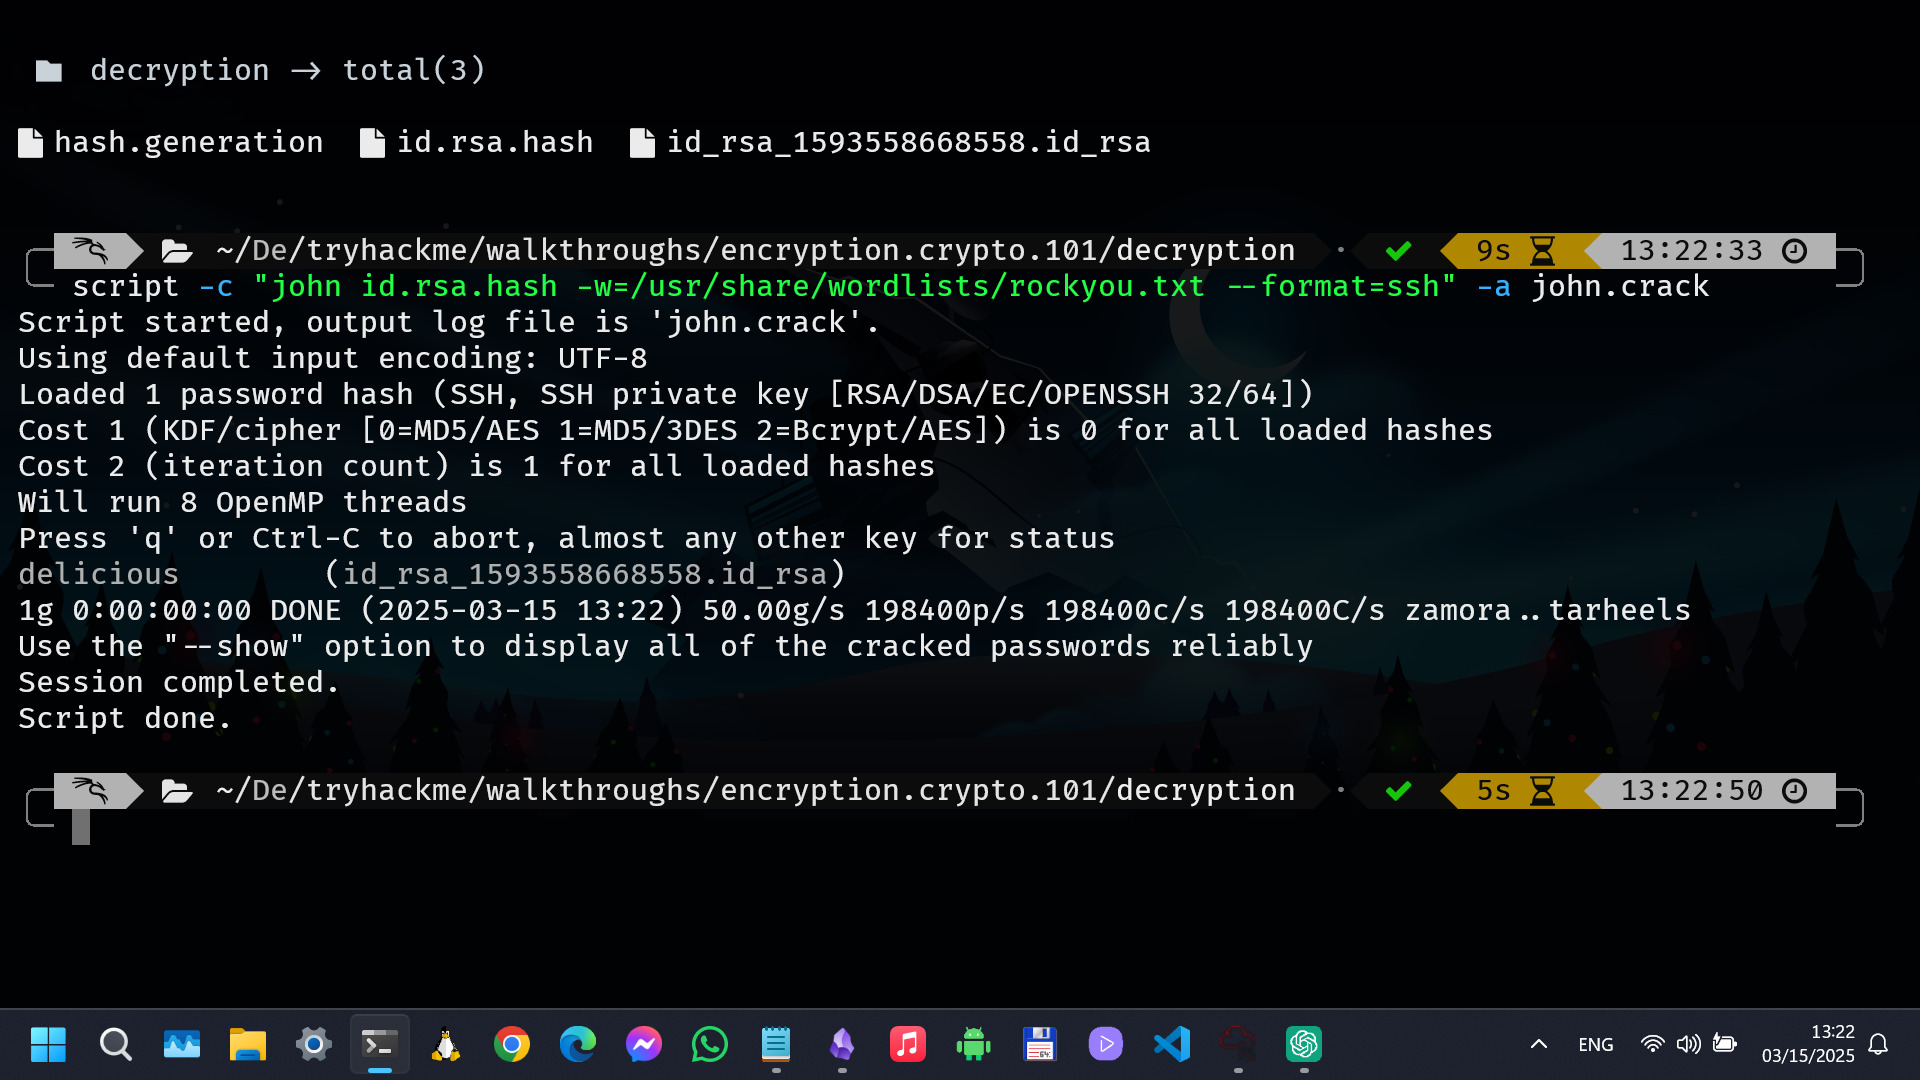 decryption → total(3)
hash.generation id.rsa.hash id_rsa_1593558668558.id_rsa
~/De/tryhackme/walkthroughs/encryption.crypto.101/decryption · 9s 13:22:33
script -c "john id.rsa.hash -w=/usr/share/wordlists/rockyou.txt --format=ssh" -a john.crack
Script started, output log file is 'john.crack'.
Using default input encoding: UTF-8
Loaded 1 password hash (SSH, SSH private key [RSA/DSA/EC/OPENSSH 32/64])
Cost 1 (KDF/cipher [0=MD5/AES 1=MD5/3DES 2=Bcrypt/AES]) is 0 for all loaded hashes
Cost 2 (iteration count) is 1 for all loaded hashes
Will run 8 OpenMP threads
Press 'q' or Ctrl-C to abort, almost any other key for status
delicious (id_rsa_1593558668558.id_rsa)
1g 0:00:00:00 DONE (2025-03-15 13:22) 50.00g/s 198400p/s 198400c/s 198400C/s zamora..tarheels
Use the "--show" option to display all of the cracked passwords reliably
Session completed.
Script done.
~/De/tryhackme/walkthroughs/encryption.crypto.101/decryption · 5s 13:22:50
64
ENG
13:22
03/15/2025